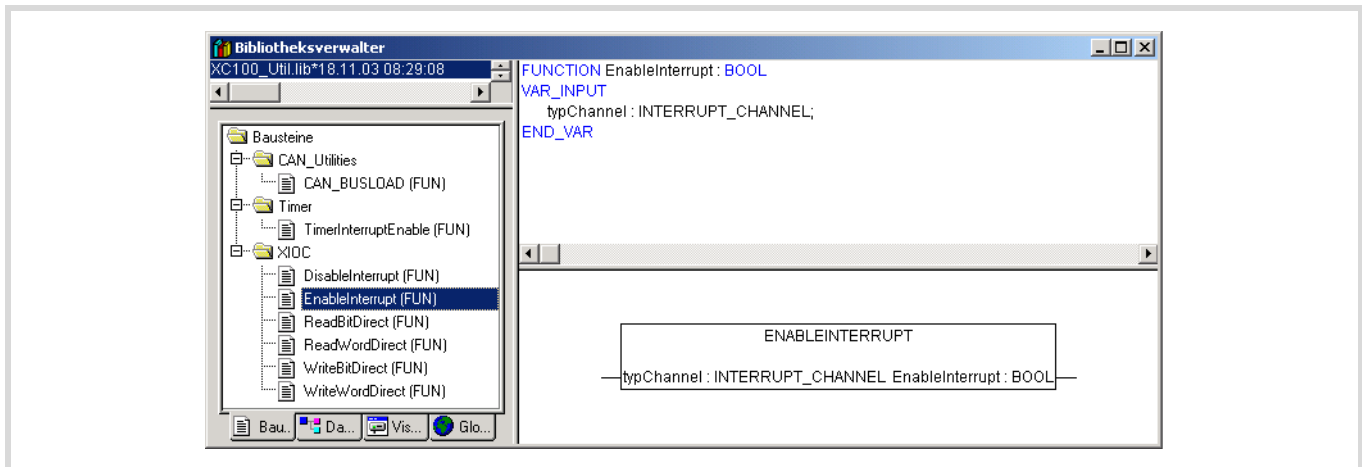 Bibliotheksverwalter
XC100_Util.lib*18.11.03 08:29:08
Bausteine
CAN_Utilities
CAN_BUSLOAD (FUN)
Timer
TimerInterruptEnable (FUN)
XIOC
DisableInterrupt (FUN)
EnableInterrupt (FUN)
ReadBitDirect (FUN)
ReadWordDirect (FUN)
WriteBitDirect (FUN)
WriteWordDirect (FUN)
Bau.. Da... Vis... Glo...
FUNCTION EnableInterrupt : BOOL
VAR_INPUT
typChannel : INTERRUPT_CHANNEL;
END_VAR
ENABLEINTERRUPT
typChannel : INTERRUPT_CHANNEL EnableInterrupt : BOOL